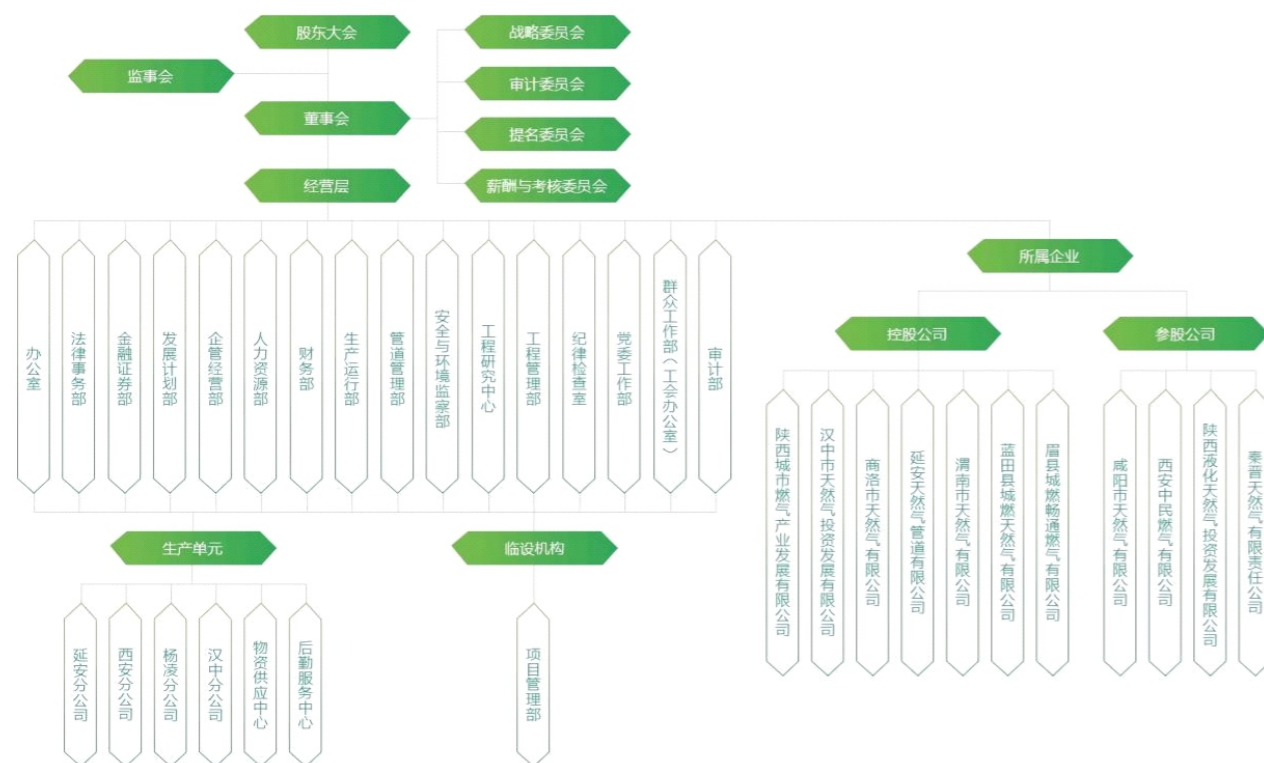 股东大会
战略委员会
监事会
审计委员会
董事会
提名委员会
经营层
薪酬与考核委员会
办公室
法律事务部
金融证券部
发展计划部
企管经营部
人力资源部
财务部
生产运行部
管道管理部
安全与环境监察部
工程研究中心
工程管理部
纪律检查室
党委工作部
群众工作部（工会办公室）
审计部
所属企业
控股公司
参股公司
陕西城市燃气产业发展有限公司
汉中市天然气投资发展有限公司
商洛市天然气有限公司
延安天然气管道有限公司
渭南市天然气有限公司
蓝田县城燃天然气有限公司
眉县城燃畅通燃气有限公司
咸阳市天然气有限公司
西安中民燃气有限公司
陕西液化天然气投资发展有限公司
秦晋天然气有限责任公司
生产单元
临设机构
延安分公司
西安分公司
杨凌分公司
汉中分公司
物资供应中心
后勤服务中心
项目管理部